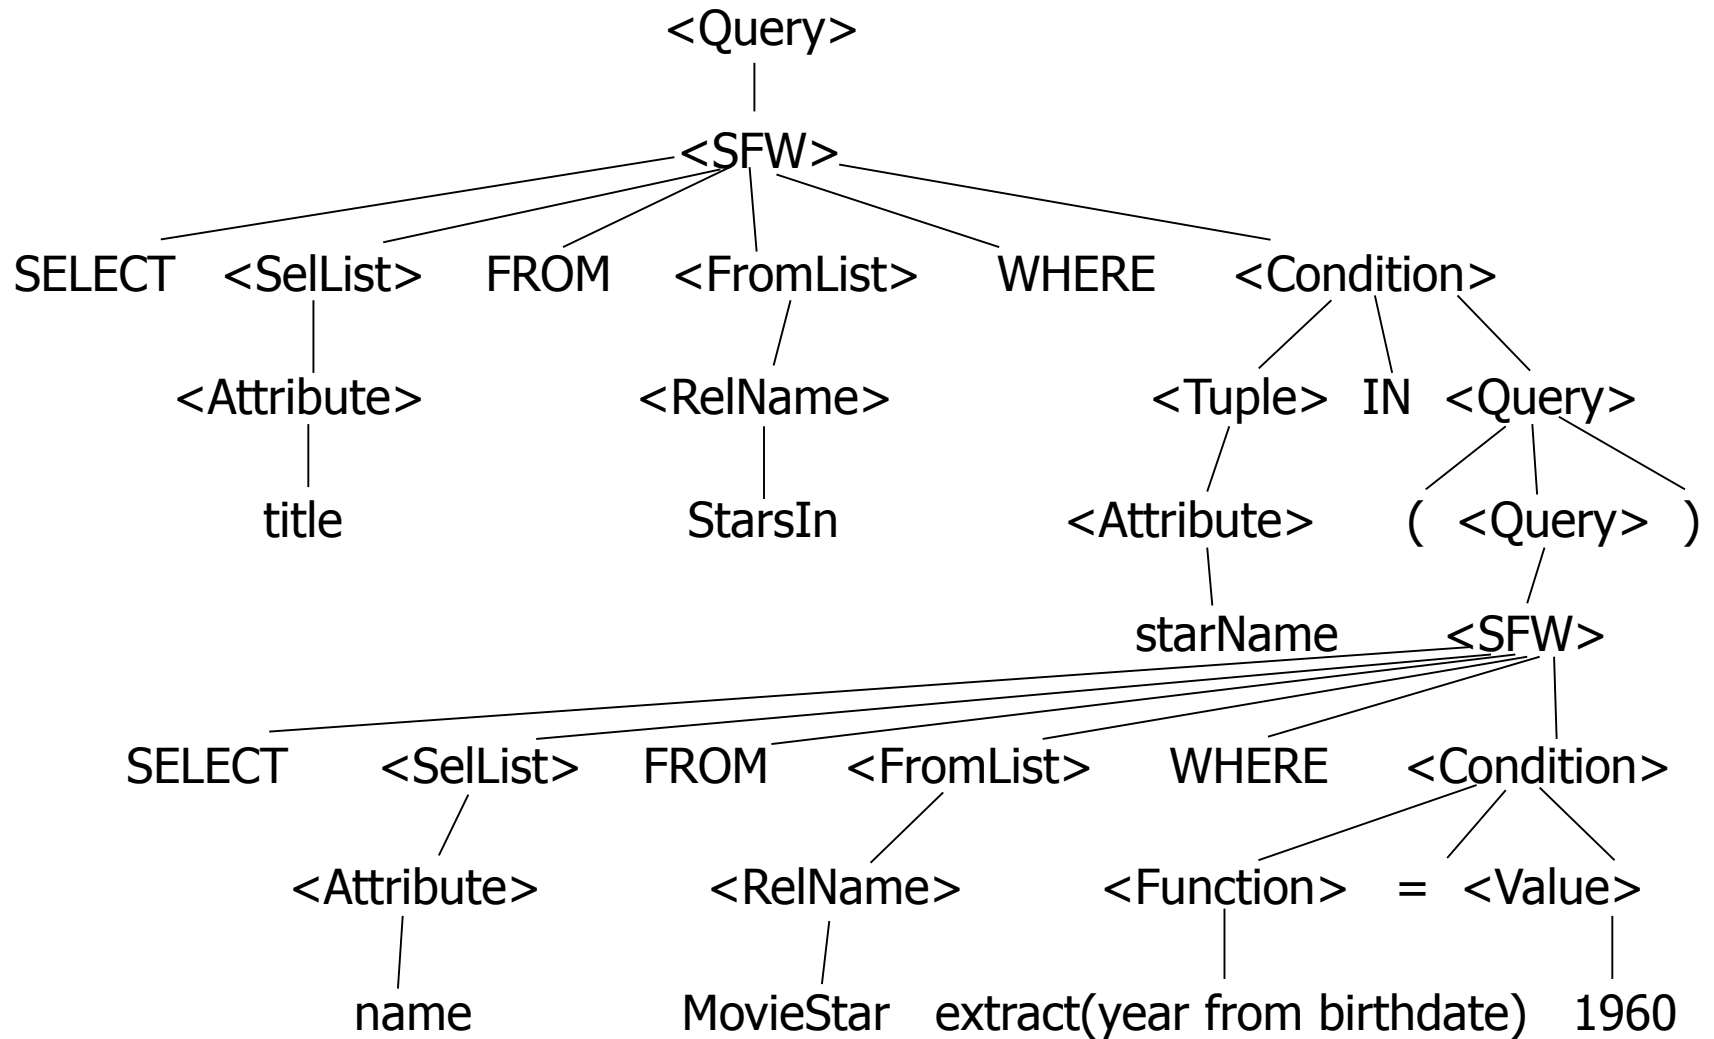 <Query>
<SFW>
SELECT <SelList> FROM <FromList> WHERE <Condition>
<Attribute> <RelName> <Tuple> IN <Query>
title StarsIn <Attribute> ( <Query> )
starName <SFW>
SELECT <SelList> FROM <FromList> WHERE <Condition>
<Attribute> <RelName> <Function> = <Value>
name MovieStar extract(year from birthdate) 1960